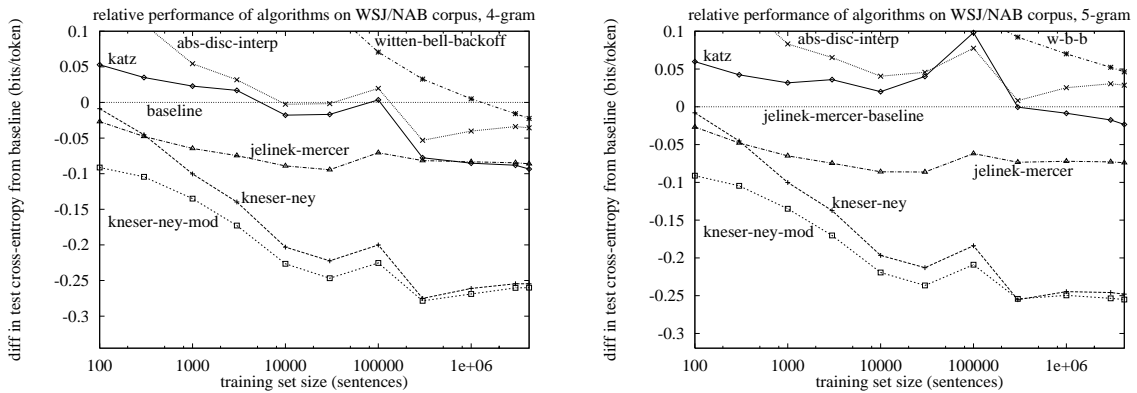 relative performance of algorithms on WSJ/NAB corpus, 4-gram
diff in test cross-entropy from baseline (bits/token)
0.1
0.05
0
-0.05
-0.1
-0.15
-0.2
-0.25
-0.3
abs-disc-interp
witten-bell-backoff
katz
baseline
jelinek-mercer
kneser-ney
kneser-ney-mod
100
1000
10000
100000
1e+06
training set size (sentences)
relative performance of algorithms on WSJ/NAB corpus, 5-gram
diff in test cross-entropy from baseline (bits/token)
0.1
0.05
0
-0.05
-0.1
-0.15
-0.2
-0.25
-0.3
abs-disc-interp
w-b-b
katz
jelinek-mercer-baseline
jelinek-mercer
kneser-ney
kneser-ney-mod
100
1000
10000
100000
1e+06
training set size (sentences)